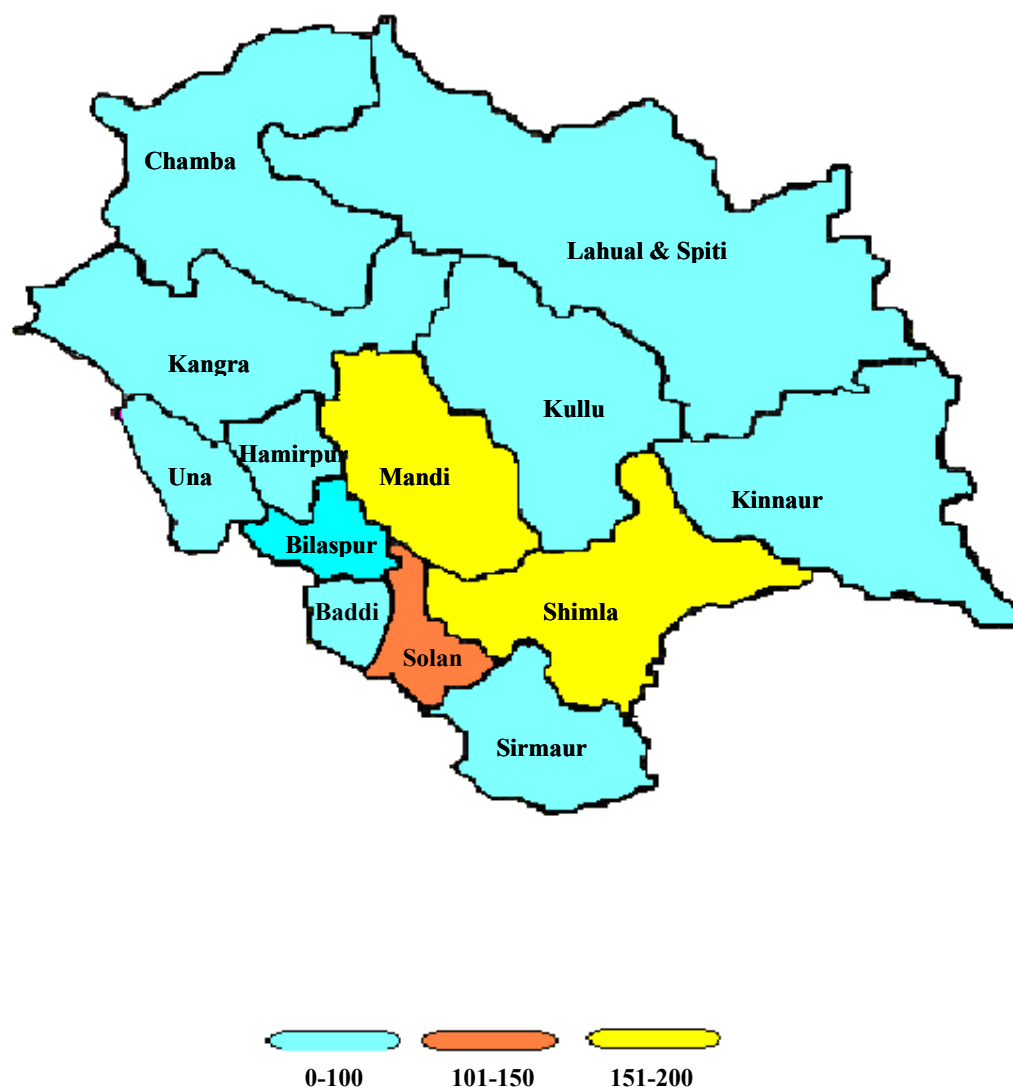 Chamba
Lahual & Spiti
Kangra
Kullu
Hamirpur
Una
Mandi
Kinnaur
Bilaspur
Baddi
Shimla
Solan
Sirmaur
0-100 101-150 151-200